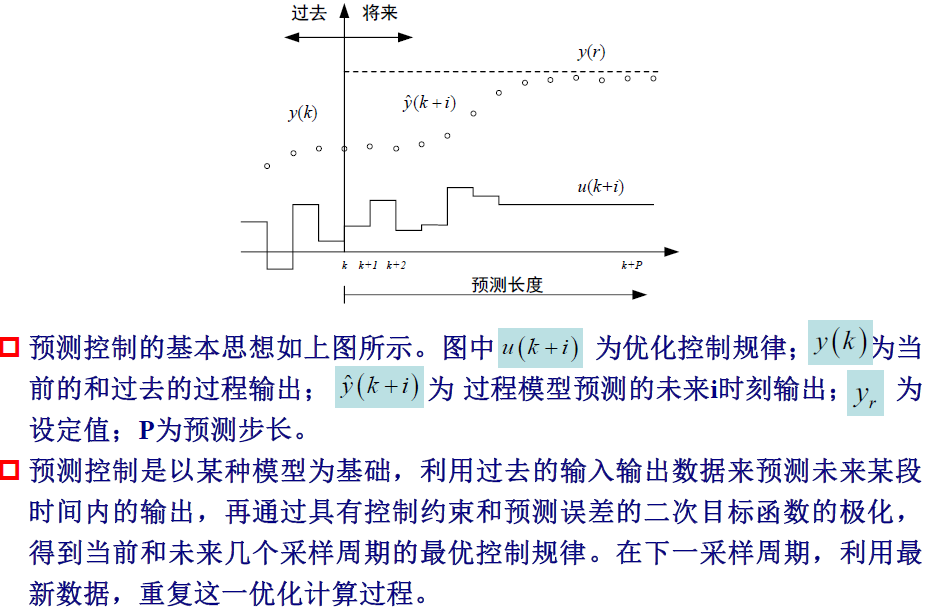 过去 将来
y(r)
y(k)
ŷ(k+i)
u(k+i)
k k+1 k+2 k+P
预测长度
预测控制的基本思想如上图所示。图中 u(k+i) 为优化控制规律；y(k)为当
前的和过去的过程输出；ŷ(k+i)为 过程模型预测的未来i时刻输出；yᵣ 为
设定值；P为预测步长。
预测控制是以某种模型为基础，利用过去的输入输出数据来预测未来某段
时间内的输出，再通过具有控制约束和预测误差的二次目标函数的极化，
得到当前和未来几个采样周期的最优控制规律。在下一采样周期，利用最
新数据，重复这一优化计算过程。